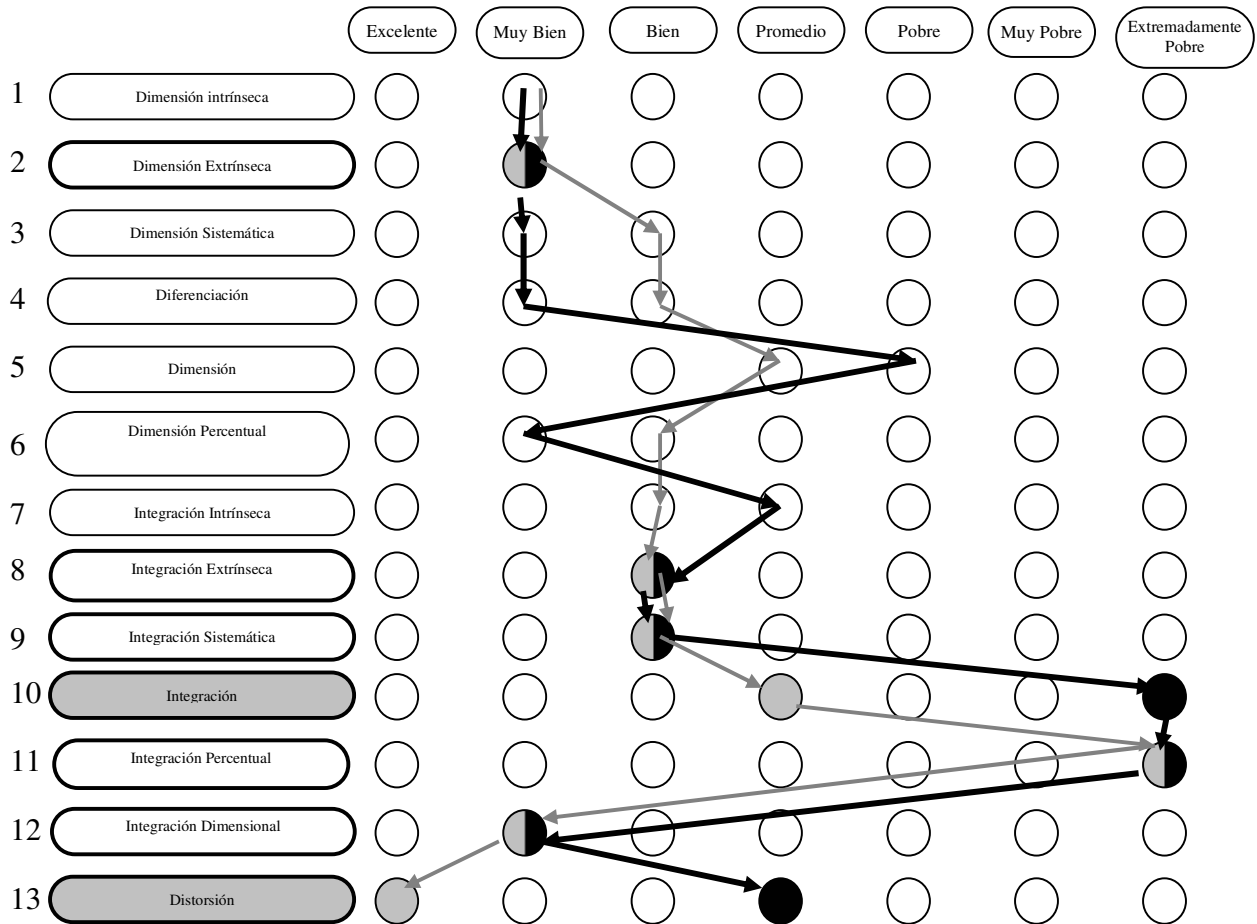 Excelente
Muy Bien
Bien
Promedio
Pobre
Muy Pobre
Extremadamente
Pobre
1 Dimensión intrínseca
2 Dimensión Extrínseca
3 Dimensión Sistemática
4 Diferenciación
5 Dimensión
6 Dimensión Percentual
7 Integración Intrínseca
8 Integración Extrínseca
9 Integración Sistemática
10 Integración
11 Integración Percentual
12 Integración Dimensional
13 Distorsión